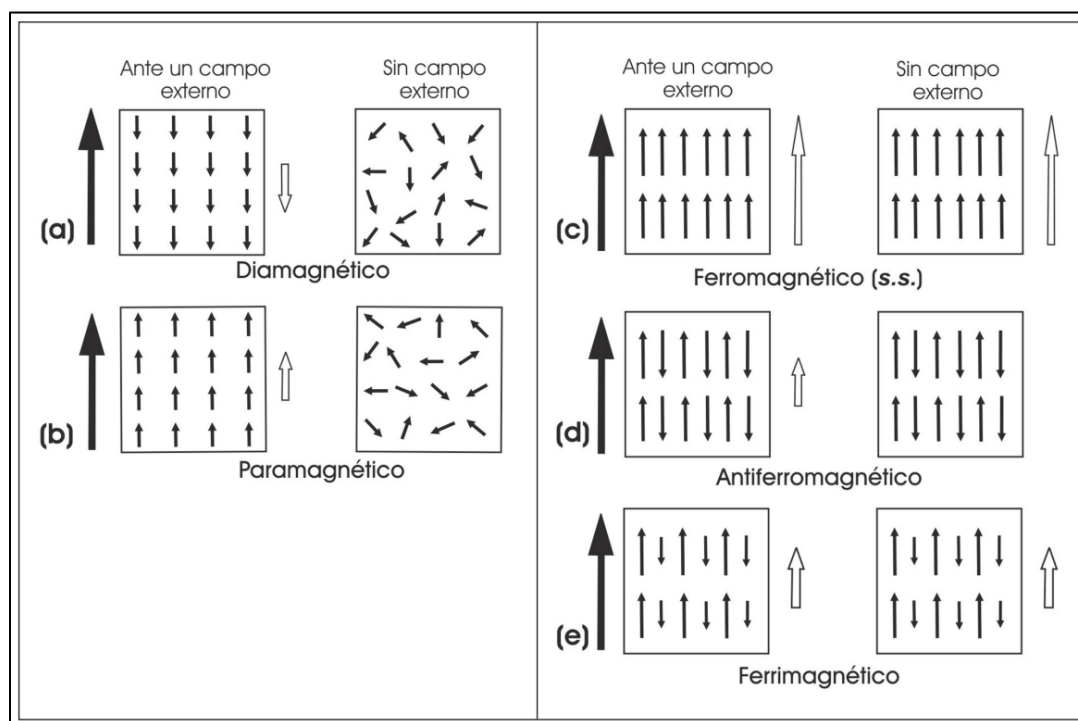 Ante un campo
externo
Sin campo
externo
(a)
Diamagnético
(b)
Paramagnético
Ante un campo
externo
Sin campo
externo
(c)
Ferromagnético (s.s.)
(d)
Antiferromagnético
(e)
Ferrimagnético